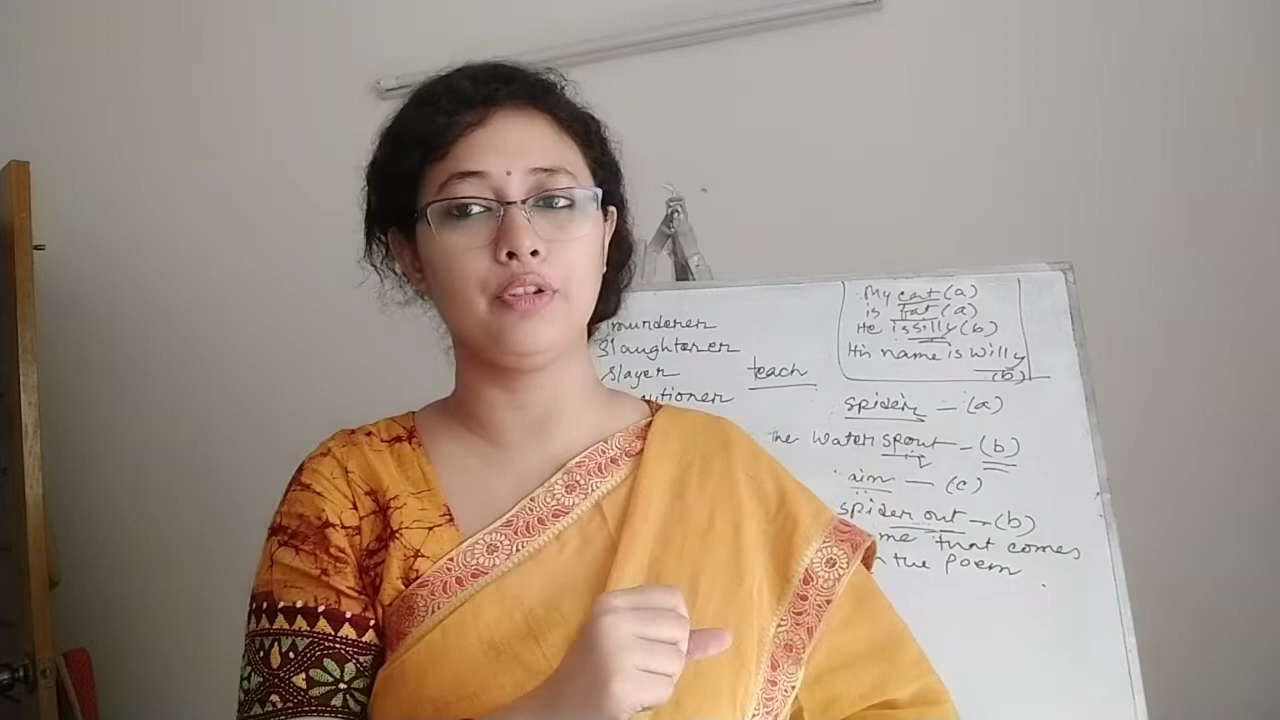 murderer
slaughterer
slayer
teach
My cat (a)
is fat (a)
He is silly (b)
His name is Willy
(b)
spider - (a)
the water spout - (b)
ain - (c)
spider out - (b)
me that comes
the poem.